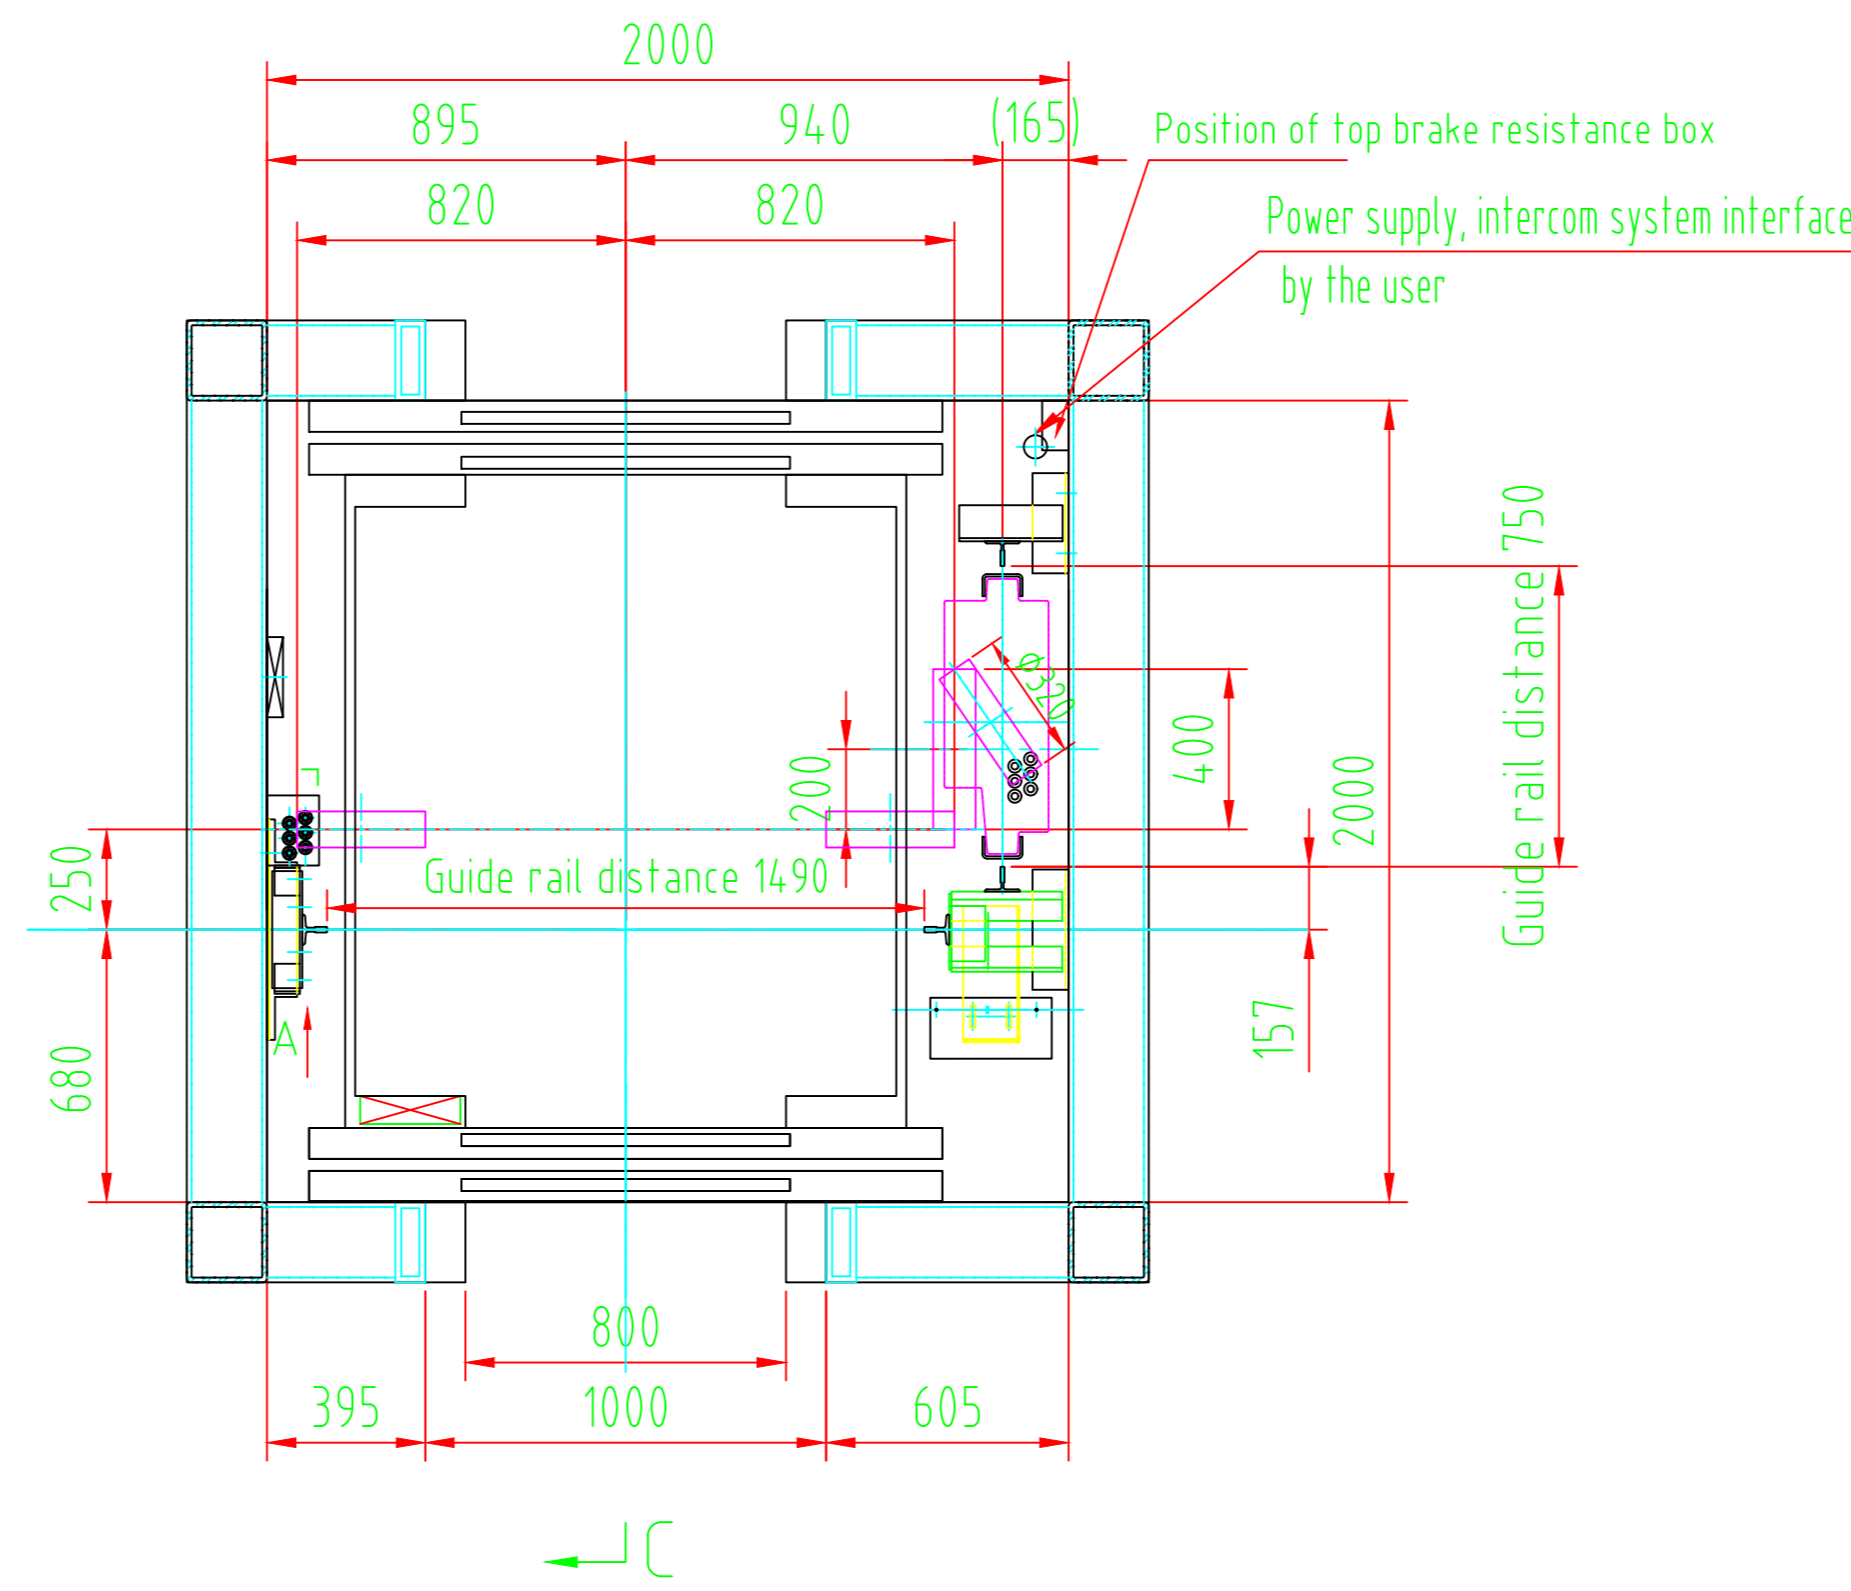 2000
895
940
(165)
Position of top brake resistance box
820
820
Power supply, intercom system interface
by the user
Guide rail distance 750
Φ320
400
200
2000
250
Guide rail distance 1490
157
A
680
800
395
1000
605
C